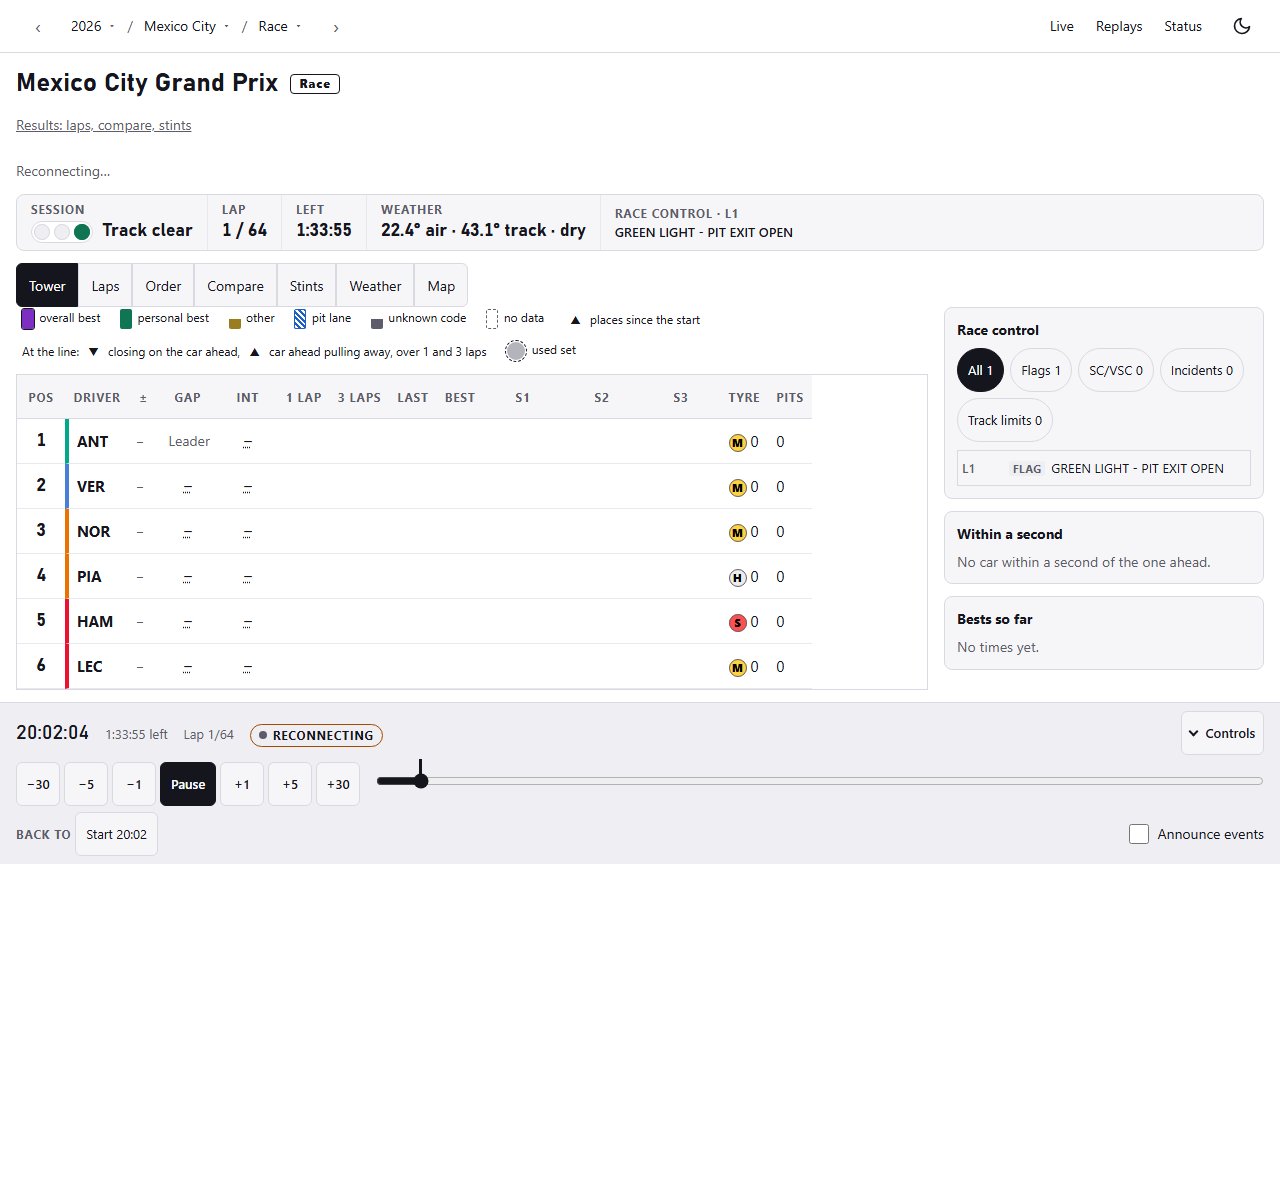 ‹ 2026 / Mexico City / Race › Live Replays Status
Mexico City Grand Prix Race
Results: laps, compare, stints
Reconnecting...
SESSION LAP LEFT WEATHER RACE CONTROL · L1
Track clear 1 / 64 1:33:55 22.4° air · 43.1° track · dry GREEN LIGHT - PIT EXIT OPEN
Tower Laps Order Compare Stints Weather Map
overall best personal best other pit lane unknown code no data ▲ places since the start
At the line: ▼ closing on the car ahead, ▲ car ahead pulling away, over 1 and 3 laps used set
POS DRIVER ± GAP INT 1 LAP 3 LAPS LAST BEST S1 S2 S3 TYRE PITS
1 ANT – Leader – M 0 0
2 VER – – – M 0 0
3 NOR – – – M 0 0
4 PIA – – – H 0 0
5 HAM – – – S 0 0
6 LEC – – – M 0 0
Race control
All 1 Flags 1 SC/VSC 0 Incidents 0
Track limits 0
L1 FLAG GREEN LIGHT - PIT EXIT OPEN
Within a second
No car within a second of the one ahead.
Bests so far
No times yet.
20:02:04 1:33:55 left Lap 1/64 RECONNECTING Controls
−30 −5 −1 Pause +1 +5 +30
BACK TO Start 20:02 Announce events